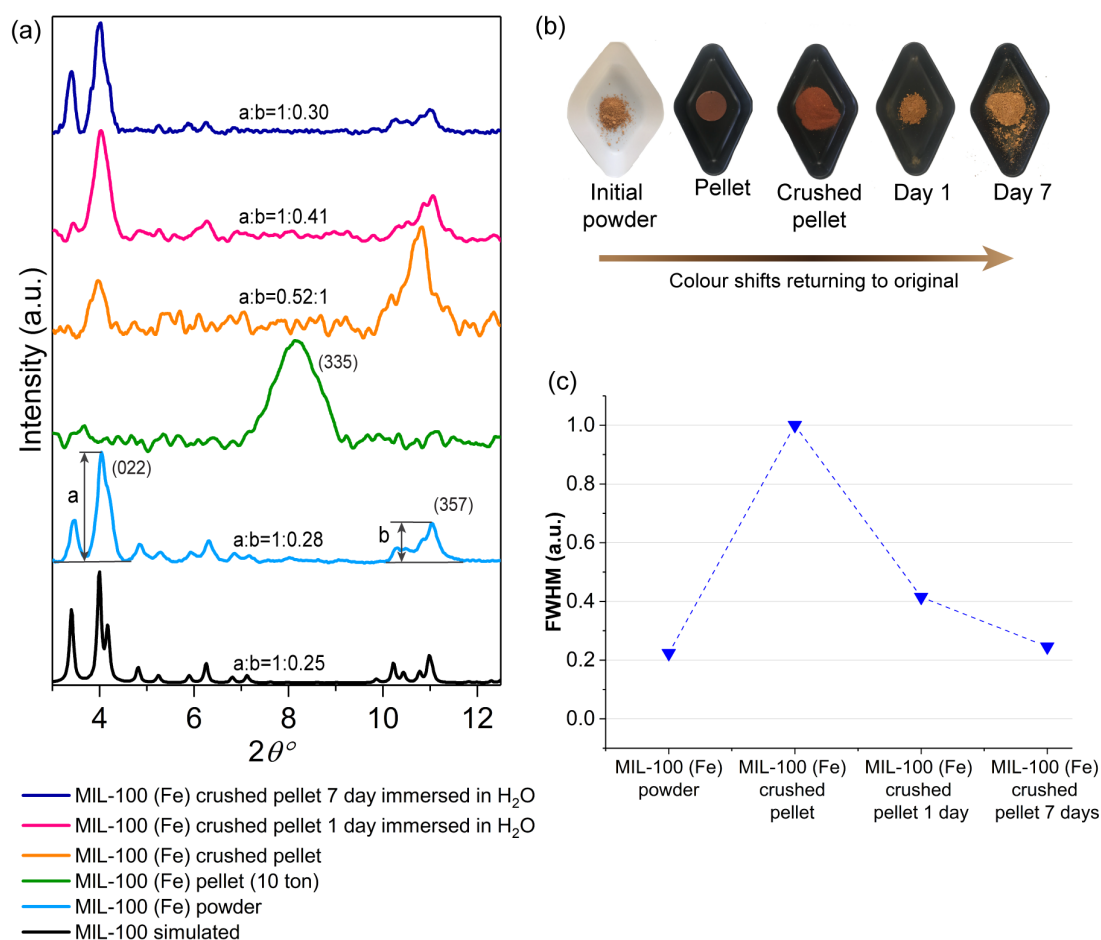 (a)
a:b=1:0.30
a:b=1:0.41
a:b=0.52:1
(335)
(022)
(357)
a
b
a:b=1:0.28
a:b=1:0.25
Intensity (a.u.)
4
6
8
10
12
2θ°
MIL-100 (Fe) crushed pellet 7 day immersed in H₂O
MIL-100 (Fe) crushed pellet 1 day immersed in H₂O
MIL-100 (Fe) crushed pellet
MIL-100 (Fe) pellet (10 ton)
MIL-100 (Fe) powder
MIL-100 simulated
(b)
Initial
powder
Pellet
Crushed
pellet
Day 1
Day 7
Colour shifts returning to original
(c)
FWHM (a.u.)
1.0
0.8
0.6
0.4
0.2
0.0
MIL-100 (Fe)
powder
MIL-100 (Fe)
crushed
pellet
MIL-100 (Fe)
crushed
pellet 1 day
MIL-100 (Fe)
crushed
pellet 7 days